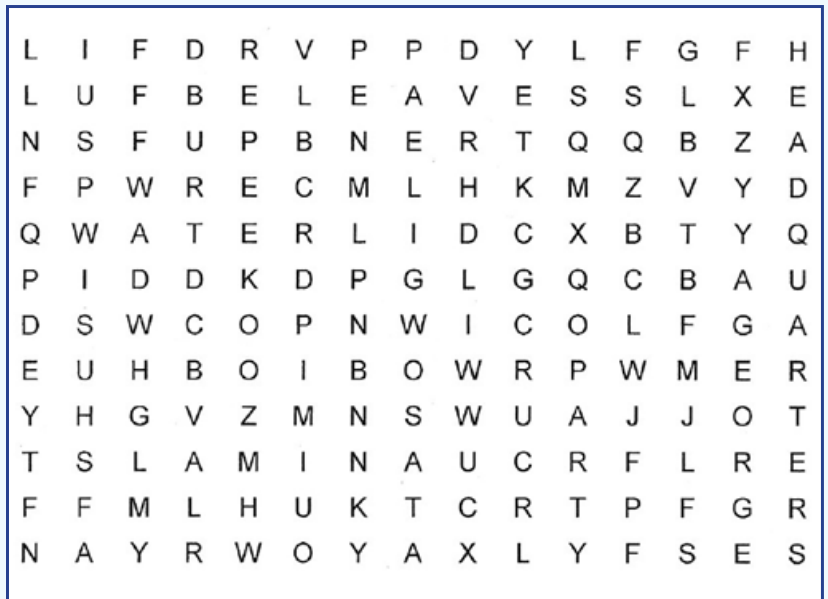 L I F D R V P P D Y L F G F H
L U F B E L E A V E S S L X E
N S F U P B N E R T Q Q B Z A
F P W R E C M L H K M Z V Y D
Q W A T E R L I D C X B T Y Q
P I D D K D P G L G Q C B A U
D S W C O P N W I C O L F G A
E U H B O I B O W R P W M E R
Y H G V Z M N S W U A J J O T
T S L A M I N A U C R F L R E
F F M L H U K T C R T P F G R
N A Y R W O Y A X L Y F S E S